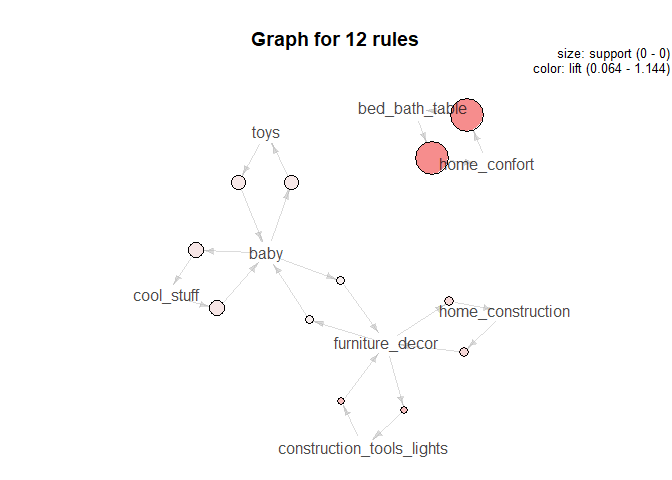 Graph for 12 rules
size: support (0 - 0)
color: lift (0.064 - 1.144)
bed_bath_table
toys
home_confort
baby
cool_stuff
home_construction
furniture_decor
construction_tools_lights